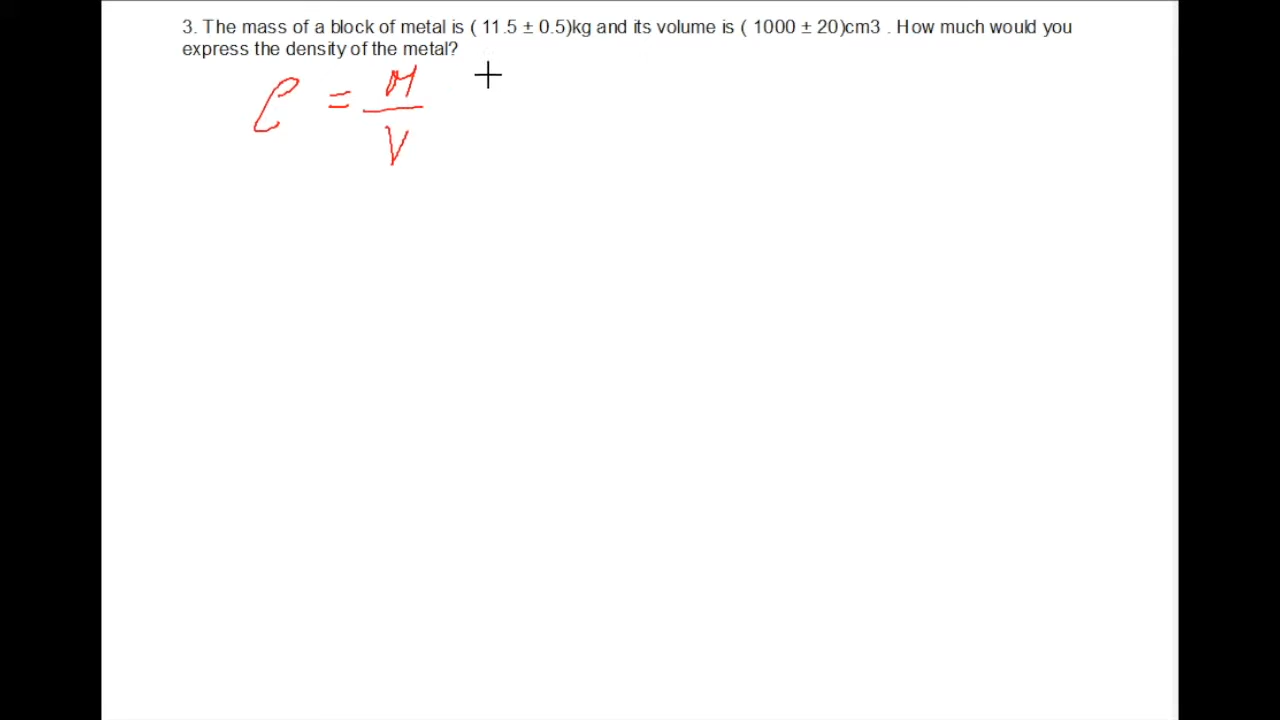 3. The mass of a block of metal is ( 11.5 ± 0.5)kg and its volume is ( 1000 ± 20)cm3 . How much would you
express the density of the metal?
ρ = M
V